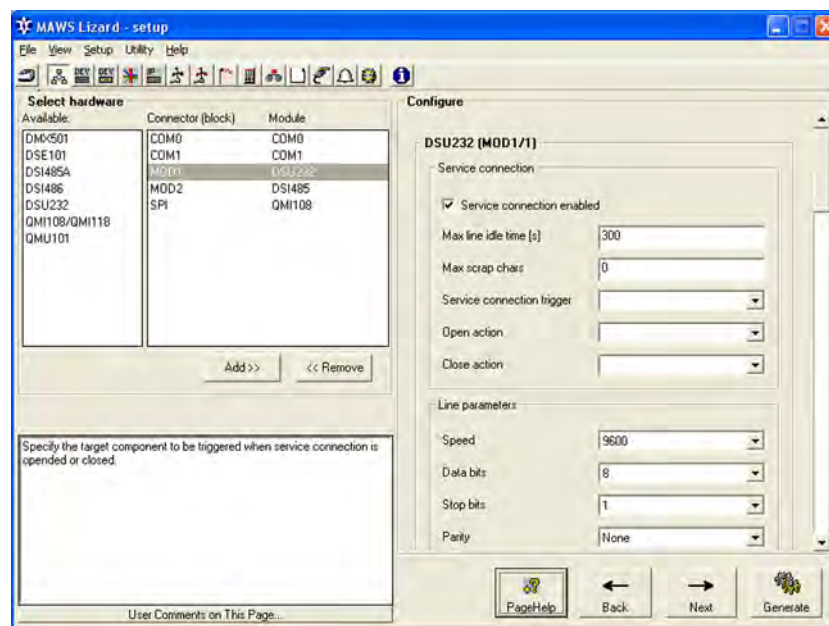 MAWS Lizard - setup
File View Setup Utility Help
Select hardware
Available:
DMX501
DSE101
DSI485A
DSI486
DSU232
QMI108/QMI118
QMU101
Connector (block) Module
COM0 COM0
COM1 COM1
MOD1 DSU232
MOD2 DSI485
SPI QMI108
Add >> << Remove
Specify the target component to be triggered when service connection is
opended or closed.
User Comments on This Page...
Configure
DSU232 (MOD1/1)
Service connection
Service connection enabled
Max line idle time [s] 300
Max scrap chars 0
Service connection trigger
Open action
Close action
Line parameters
Speed 9600
Data bits 8
Stop bits 1
Parity None
PageHelp Back Next Generate